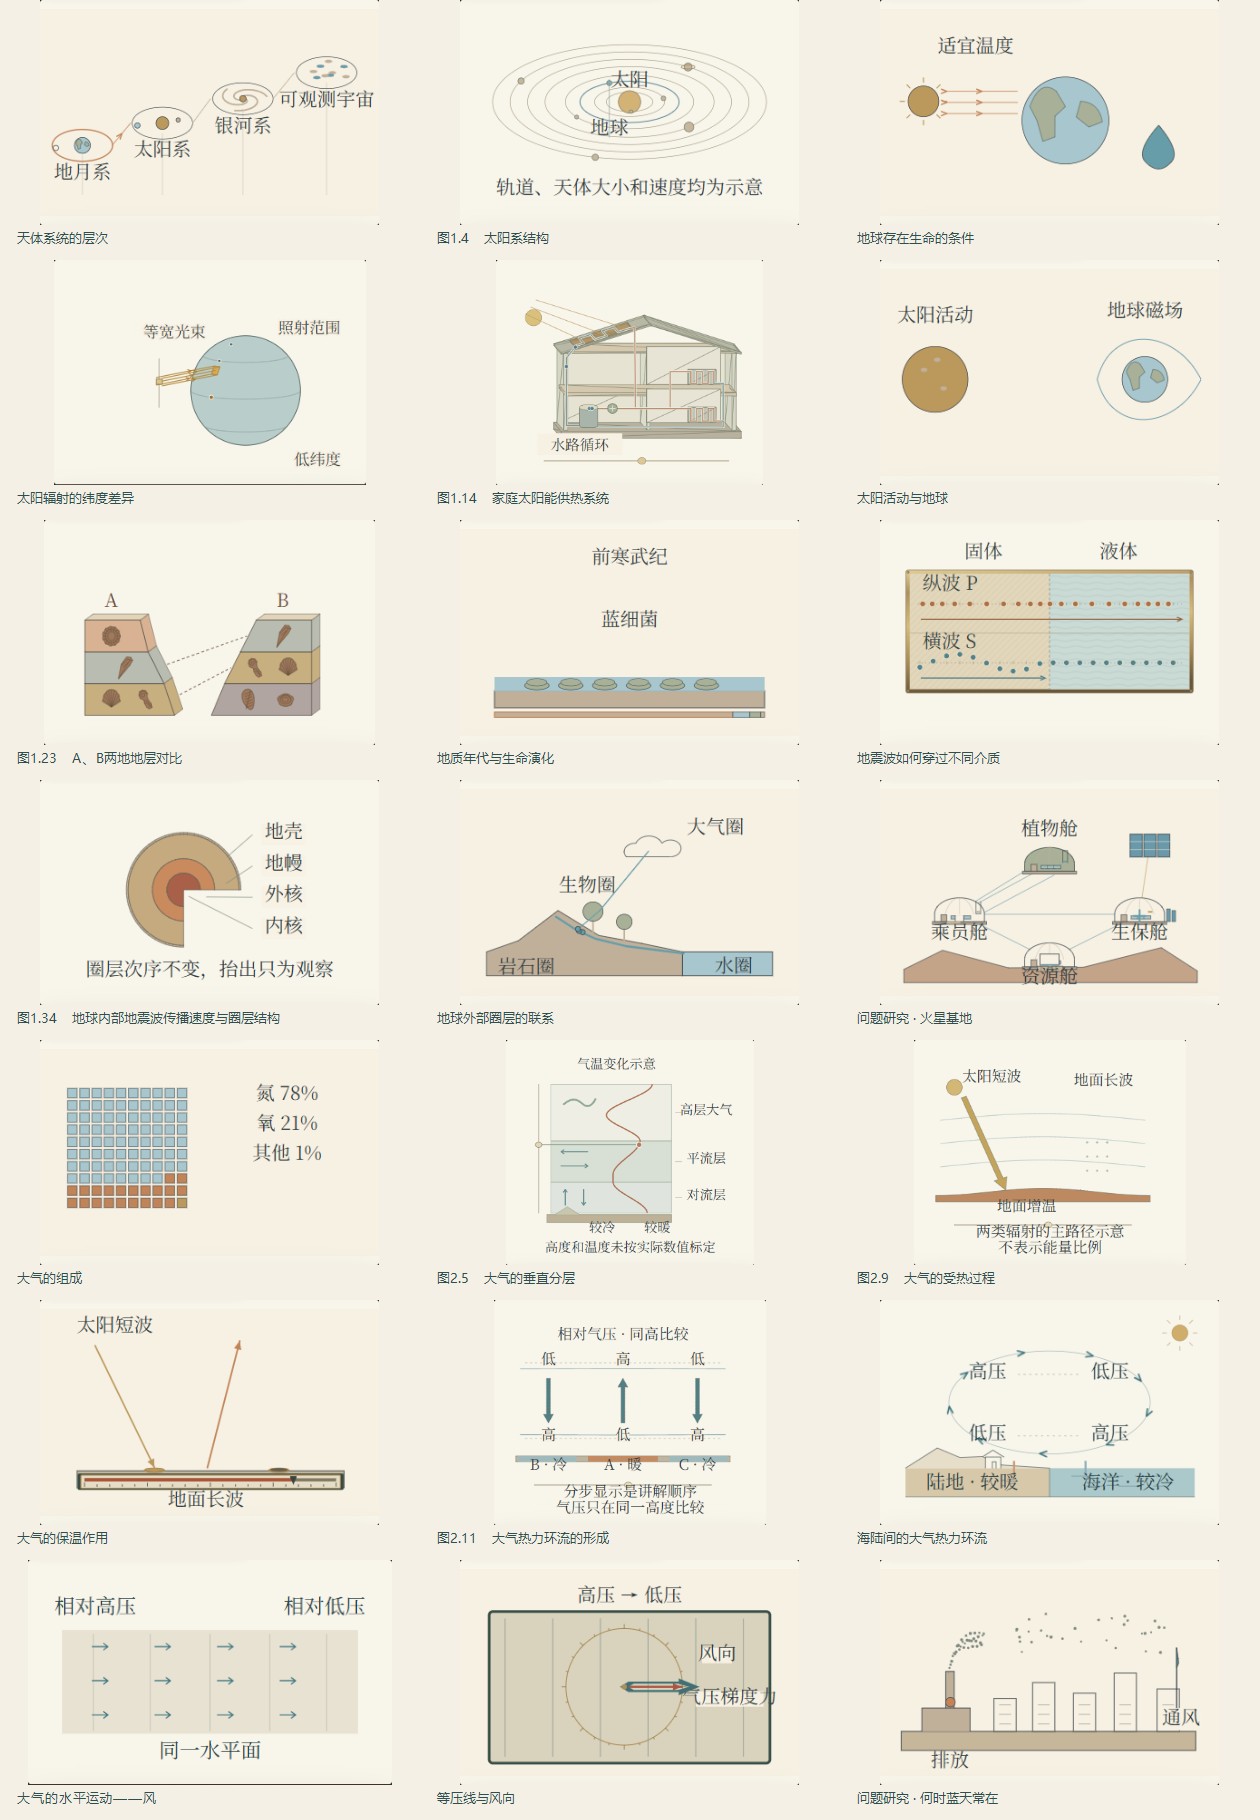 可观测宇宙
银河系
太阳系
地月系
天体系统的层次
太阳
地球
轨道、天体大小和速度均为示意
图1.4 太阳系结构
适宜温度
地球存在生命的条件
等宽光束
照射范围
低纬度
太阳辐射的纬度差异
水路循环
图1.14 家庭太阳能供热系统
太阳活动
地球磁场
太阳活动与地球
A
B
图1.23 A、B两地地层对比
前寒武纪
蓝细菌
地质年代与生命演化
固体
液体
纵波 P
横波 S
地震波如何穿过不同介质
地壳
地幔
外核
内核
圈层次序不变，抬出只为观察
图1.34 地球内部地震波传播速度与圈层结构
大气圈
生物圈
岩石圈
水圈
地球外部圈层的联系
植物舱
乘员舱
生保舱
资源舱
问题研究 · 火星基地
氮 78%
氧 21%
其他 1%
大气的组成
气温变化示意
高层大气
平流层
对流层
较冷
较暖
高度和温度未按实际数值标定
图2.5 大气的垂直分层
太阳短波
地面长波
地面增温
两类辐射的主路径示意
不表示能量比例
图2.9 大气的受热过程
太阳短波
地面长波
大气的保温作用
相对气压 · 同高比较
低
高
低
高
低
高
B · 冷
A · 暖
C · 冷
分步显示是讲解顺序
气压只在同一高度比较
图2.11 大气热力环流的形成
高压
低压
低压
高压
陆地 · 较暖
海洋 · 较冷
海陆间的大气热力环流
相对高压
相对低压
同一水平面
大气的水平运动——风
高压 → 低压
风向
气压梯度力
等压线与风向
通风
排放
问题研究 · 何时蓝天常在